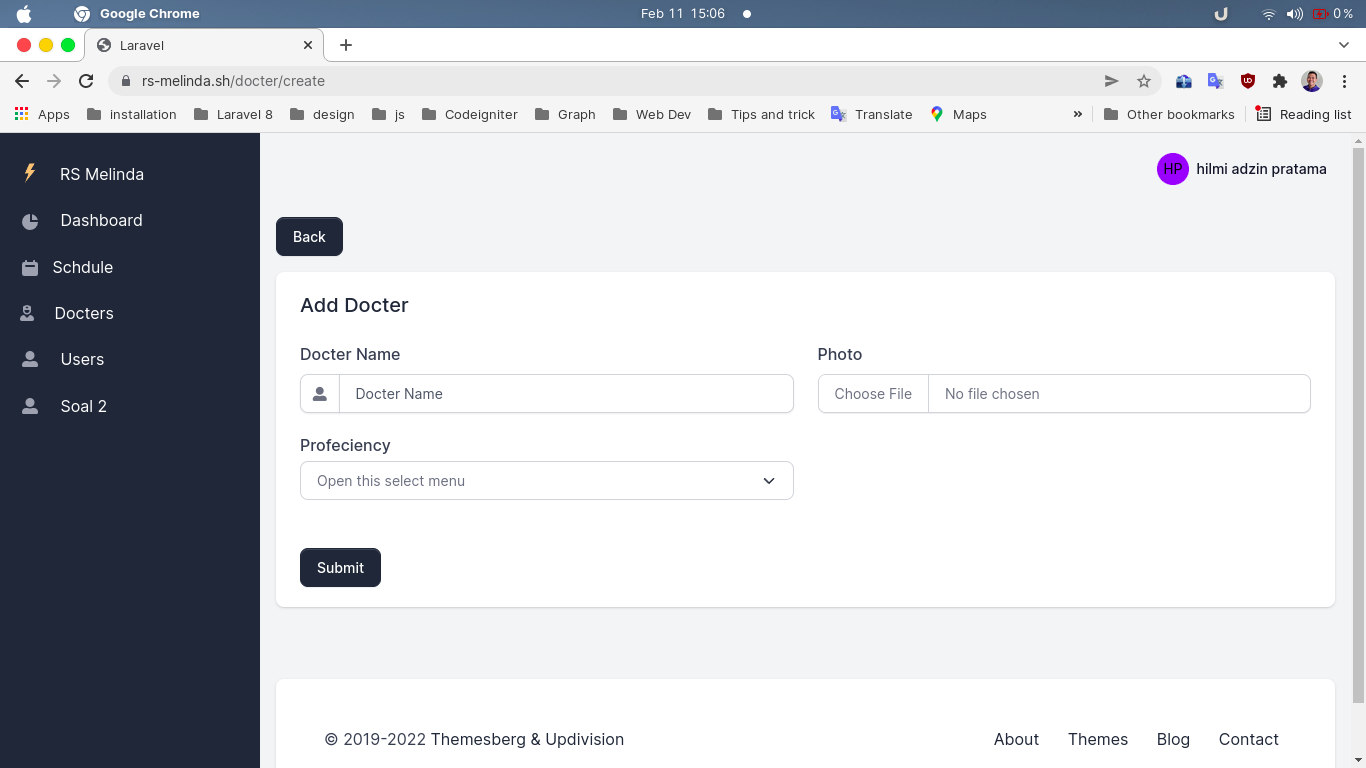 Google Chrome Feb 11 15:06 0 %
Laravel
rs-melinda.sh/docter/create
Apps installation Laravel 8 design js Codeigniter Graph Web Dev Tips and trick Translate Maps » Other bookmarks Reading list
RS Melinda
Dashboard
Schdule
Docters
Users
Soal 2
HP hilmi adzin pratama
Back
Add Docter
Docter Name Photo
Docter Name Choose File No file chosen
Profeciency
Open this select menu
Submit
© 2019-2022 Themesberg & Updivision About Themes Blog Contact